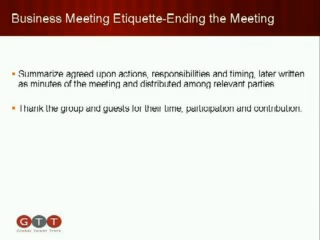 Business Meeting Etiquette-Ending the Meeting
• Summarize agreed upon actions, responsibilities and timing, later written
as minutes of the meeting and distributed among relevant parties
• Thank the group and guests for their time, participation and contribution.
GTT